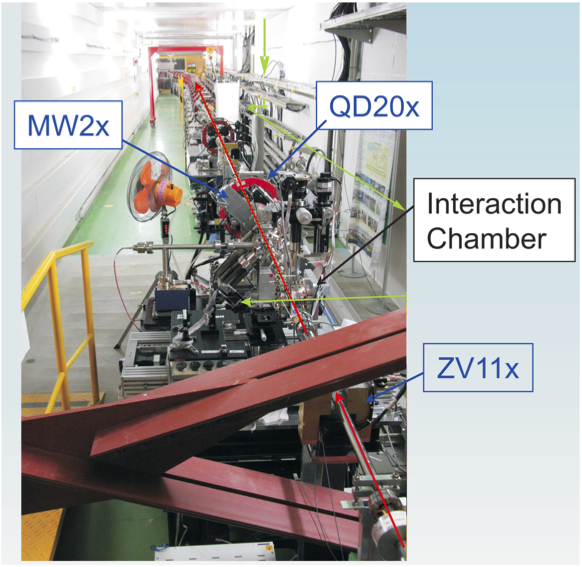 QD20x
MW2x
Interaction
Chamber
ZV11x